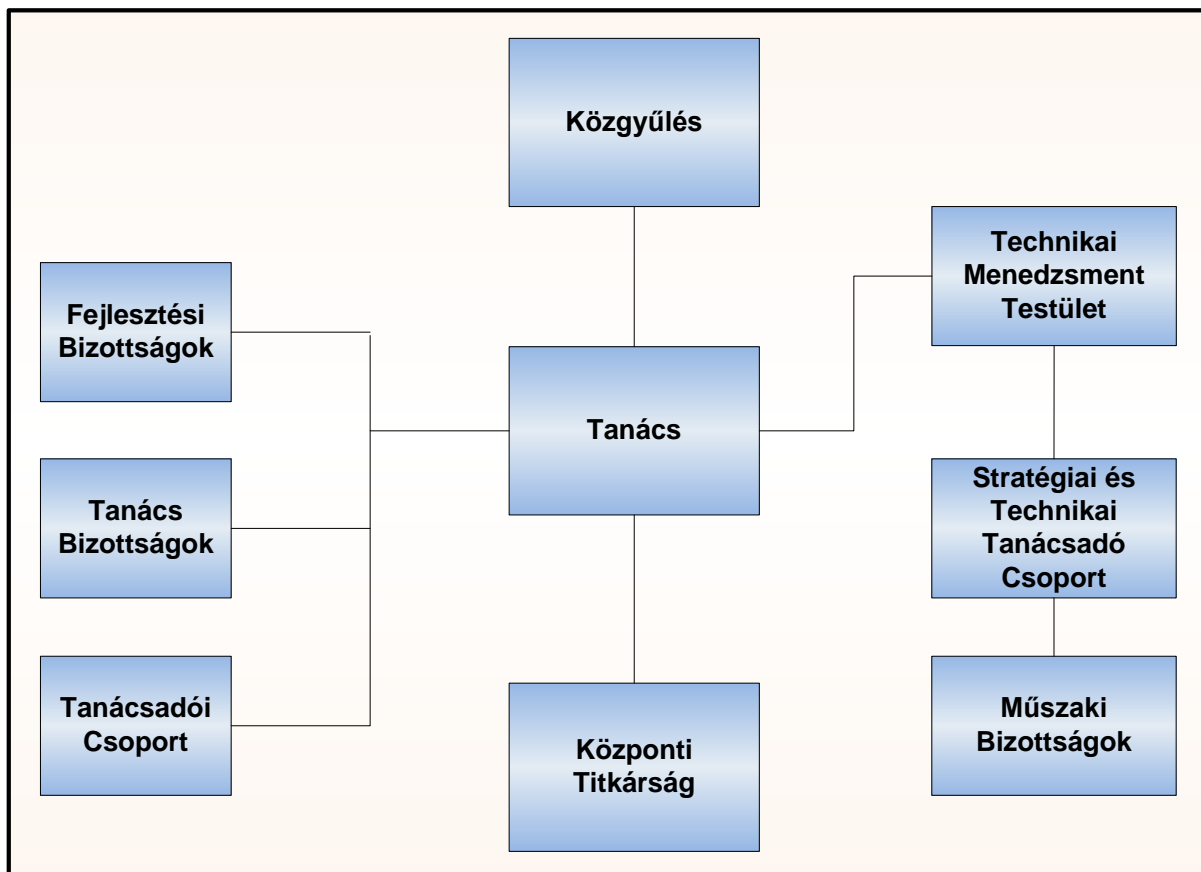 Közgyűlés
Technikai
Menedzsment
Testület
Fejlesztési
Bizottságok
Tanács
Stratégiai és
Technikai
Tanácsadó
Csoport
Tanács
Bizottságok
Tanácsadói
Csoport
Központi
Titkárság
Műszaki
Bizottságok